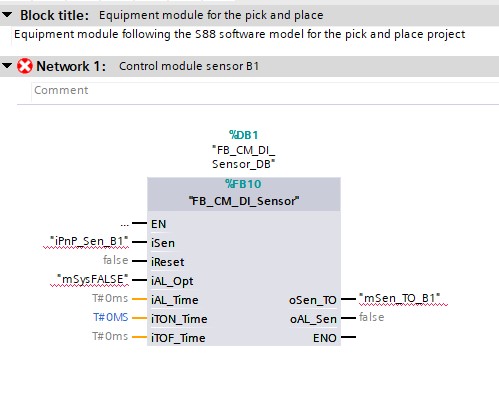 Block title: Equipment module for the pick and place
Equipment module following the S88 software model for the pick and place project
Network 1: Control module sensor B1
Comment
%DB1
"FB_CM_DI_
Sensor_DB"
%FB10
"FB_CM_DI_Sensor"
... EN
"iPnP_Sen_B1" iSen
false iReset
"mSysFALSE" iAL_Opt
T#0ms iAL_Time oSen_TO "mSen_TO_B1"
T#0MS iTON_Time oAL_Sen false
T#0ms iTOF_Time ENO